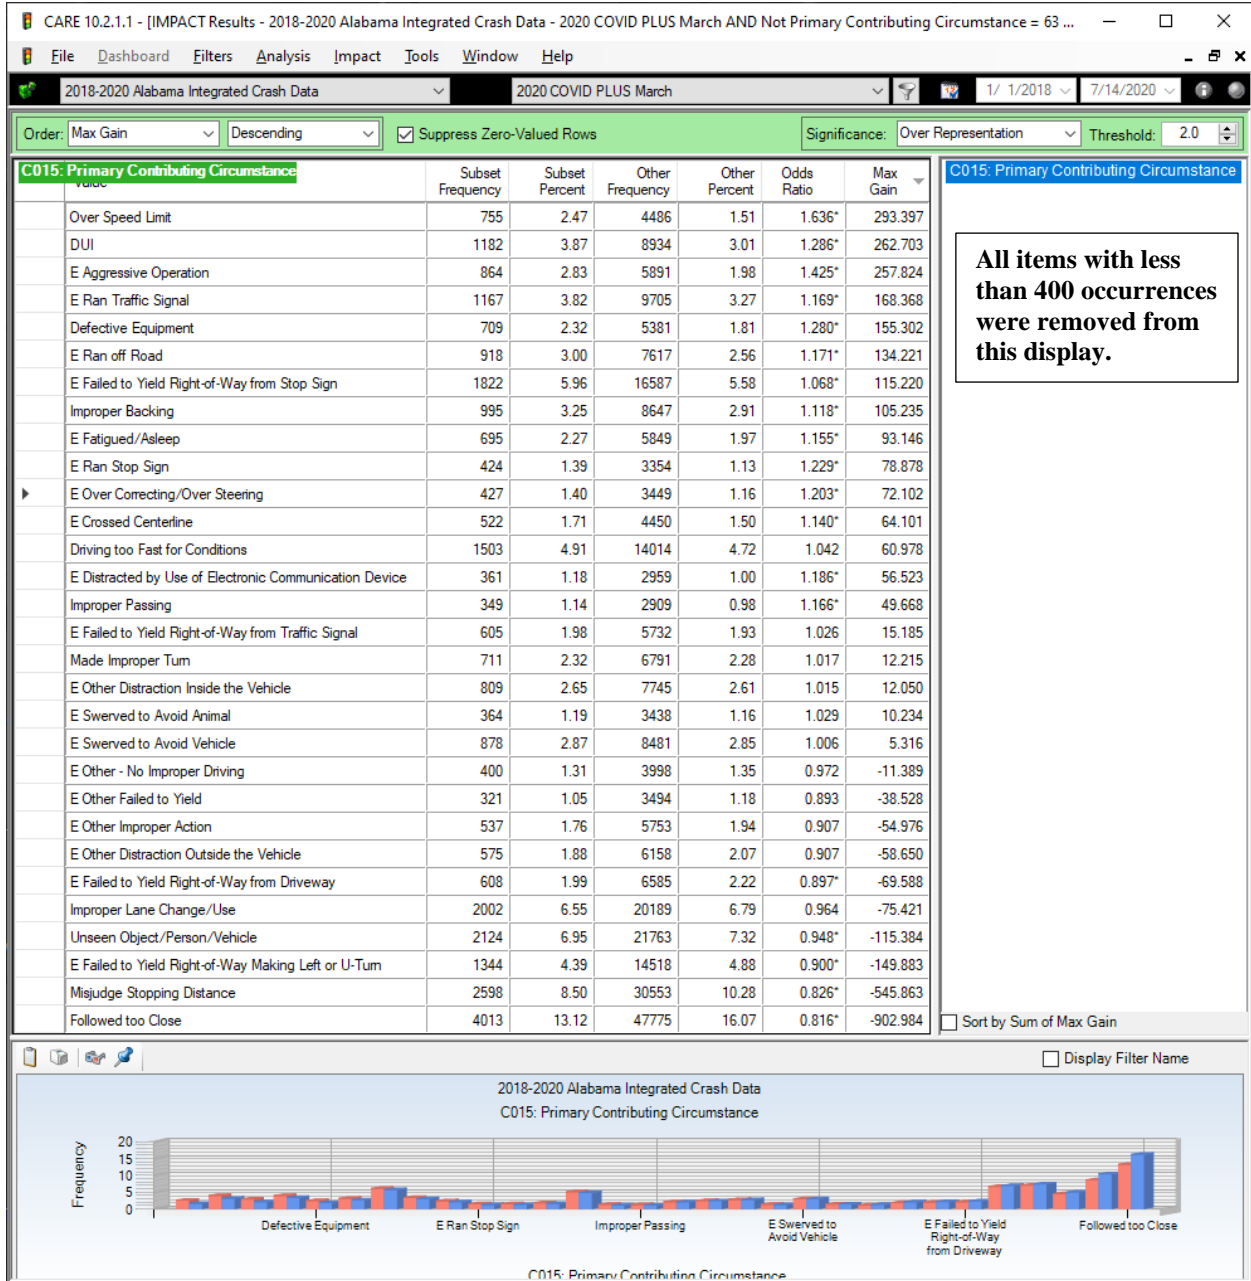 CARE 10.2.1.1 - [IMPACT Results - 2018-2020 Alabama Integrated Crash Data - 2020 COVID PLUS March AND Not Primary Contributing Circumstance = 63 ...
File Dashboard Filters Analysis Impact Tools Window Help
2018-2020 Alabama Integrated Crash Data 2020 COVID PLUS March 1/ 1/2018 7/14/2020
Order: Max Gain Descending Suppress Zero-Valued Rows Significance: Over Representation Threshold: 2.0
C015: Primary Contributing Circumstance Subset Frequency Subset Percent Other Frequency Other Percent Odds Ratio Max Gain
Over Speed Limit 755 2.47 4486 1.51 1.636* 293.397
DUI 1182 3.87 8934 3.01 1.286* 262.703
E Aggressive Operation 864 2.83 5891 1.98 1.425* 257.824
E Ran Traffic Signal 1167 3.82 9705 3.27 1.169* 168.368
Defective Equipment 709 2.32 5381 1.81 1.280* 155.302
E Ran off Road 918 3.00 7617 2.56 1.171* 134.221
E Failed to Yield Right-of-Way from Stop Sign 1822 5.96 16587 5.58 1.068* 115.220
Improper Backing 995 3.25 8647 2.91 1.118* 105.235
E Fatigued/Asleep 695 2.27 5849 1.97 1.155* 93.146
E Ran Stop Sign 424 1.39 3354 1.13 1.229* 78.878
E Over Correcting/Over Steering 427 1.40 3449 1.16 1.203* 72.102
E Crossed Centerline 522 1.71 4450 1.50 1.140* 64.101
Driving too Fast for Conditions 1503 4.91 14014 4.72 1.042 60.978
E Distracted by Use of Electronic Communication Device 361 1.18 2959 1.00 1.186* 56.523
Improper Passing 349 1.14 2909 0.98 1.166* 49.668
E Failed to Yield Right-of-Way from Traffic Signal 605 1.98 5732 1.93 1.026 15.185
Made Improper Turn 711 2.32 6791 2.28 1.017 12.215
E Other Distraction Inside the Vehicle 809 2.65 7745 2.61 1.015 12.050
E Swerved to Avoid Animal 364 1.19 3438 1.16 1.029 10.234
E Swerved to Avoid Vehicle 878 2.87 8481 2.85 1.006 5.316
E Other - No Improper Driving 400 1.31 3998 1.35 0.972 -11.389
E Other Failed to Yield 321 1.05 3494 1.18 0.893 -38.528
E Other Improper Action 537 1.76 5753 1.94 0.907 -54.976
E Other Distraction Outside the Vehicle 575 1.88 6158 2.07 0.907 -58.650
E Failed to Yield Right-of-Way from Driveway 608 1.99 6585 2.22 0.897* -69.588
Improper Lane Change/Use 2002 6.55 20189 6.79 0.964 -75.421
Unseen Object/Person/Vehicle 2124 6.95 21763 7.32 0.948* -115.384
E Failed to Yield Right-of-Way Making Left or U-Turn 1344 4.39 14518 4.88 0.900* -149.883
Misjudge Stopping Distance 2598 8.50 30553 10.28 0.826* -545.863
Followed too Close 4013 13.12 47775 16.07 0.816* -902.984
C015: Primary Contributing Circumstance
All items with less
than 400 occurrences
were removed from
this display.
Sort by Sum of Max Gain
Display Filter Name
2018-2020 Alabama Integrated Crash Data
C015: Primary Contributing Circumstance
Frequency
20
15
10
5
0
Defective Equipment E Ran Stop Sign Improper Passing E Swerved to Avoid Vehicle E Failed to Yield Right-of-Way from Driveway Followed too Close
C015: Primary Contributing Circumstance